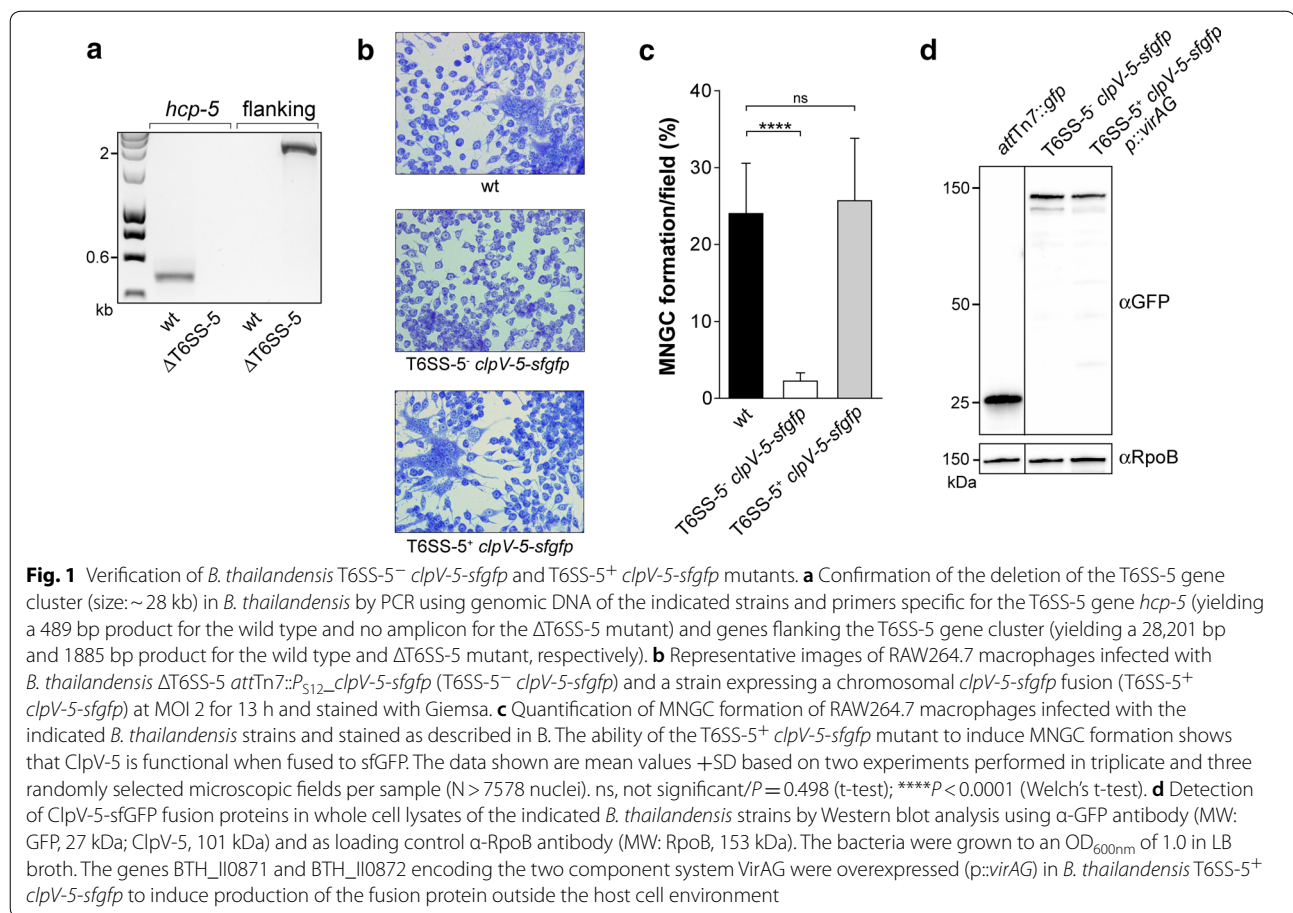 a
hcp-5
flanking
2
0.6
kb
wt
ΔT6SS-5
wt
ΔT6SS-5
b
wt
T6SS-5⁻ clpV-5-sfgfp
T6SS-5⁺ clpV-5-sfgfp
c
MNGC formation/field (%)
40
30
20
10
0
ns
****
wt
T6SS-5⁻ clpV-5-sfgfp
T6SS-5⁺ clpV-5-sfgfp
d
attTn7::gfp
T6SS-5⁻ clpV-5-sfgfp
T6SS-5⁺ clpV-5-sfgfp
p::virAG
150
50
25
αGFP
150
kDa
αRpoB
Fig. 1 Verification of B. thailandensis T6SS-5⁻ clpV-5-sfgfp and T6SS-5⁺ clpV-5-sfgfp mutants. a Confirmation of the deletion of the T6SS-5 gene
cluster (size: ~ 28 kb) in B. thailandensis by PCR using genomic DNA of the indicated strains and primers specific for the T6SS-5 gene hcp-5 (yielding
a 489 bp product for the wild type and no amplicon for the ΔT6SS-5 mutant) and genes flanking the T6SS-5 gene cluster (yielding a 28,201 bp
and 1885 bp product for the wild type and ΔT6SS-5 mutant, respectively). b Representative images of RAW264.7 macrophages infected with
B. thailandensis ΔT6SS-5 attTn7::P_S12_clpV-5-sfgfp (T6SS-5⁻ clpV-5-sfgfp) and a strain expressing a chromosomal clpV-5-sfgfp fusion (T6SS-5⁺
clpV-5-sfgfp) at MOI 2 for 13 h and stained with Giemsa. c Quantification of MNGC formation of RAW264.7 macrophages infected with the
indicated B. thailandensis strains and stained as described in B. The ability of the T6SS-5⁺ clpV-5-sfgfp mutant to induce MNGC formation shows
that ClpV-5 is functional when fused to sfGFP. The data shown are mean values +SD based on two experiments performed in triplicate and three
randomly selected microscopic fields per sample (N > 7578 nuclei). ns, not significant/P = 0.498 (t-test); ****P < 0.0001 (Welch's t-test). d Detection
of ClpV-5-sfGFP fusion proteins in whole cell lysates of the indicated B. thailandensis strains by Western blot analysis using α-GFP antibody (MW:
GFP, 27 kDa; ClpV-5, 101 kDa) and as loading control α-RpoB antibody (MW: RpoB, 153 kDa). The bacteria were grown to an OD₆₀₀nm of 1.0 in LB
broth. The genes BTH_II0871 and BTH_II0872 encoding the two component system VirAG were overexpressed (p::virAG) in B. thailandensis T6SS-5⁺
clpV-5-sfgfp to induce production of the fusion protein outside the host cell environment